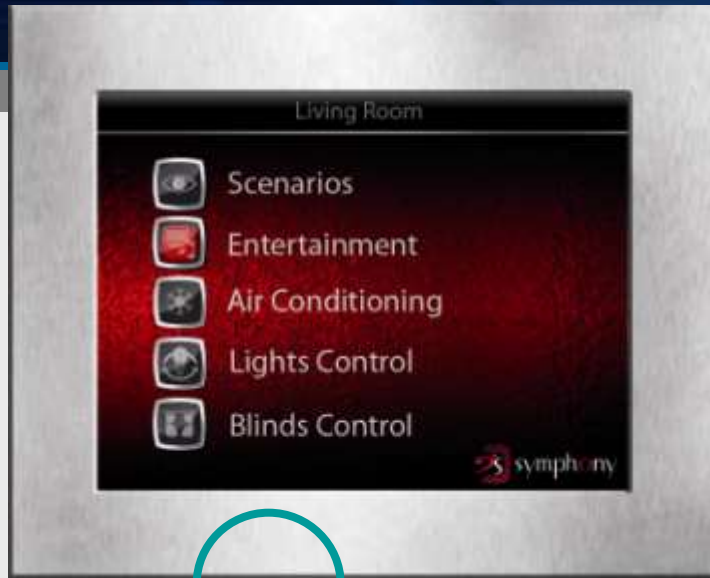 Living Room
Scenarios
Entertainment
Air Conditioning
Lights Control
Blinds Control
symphony